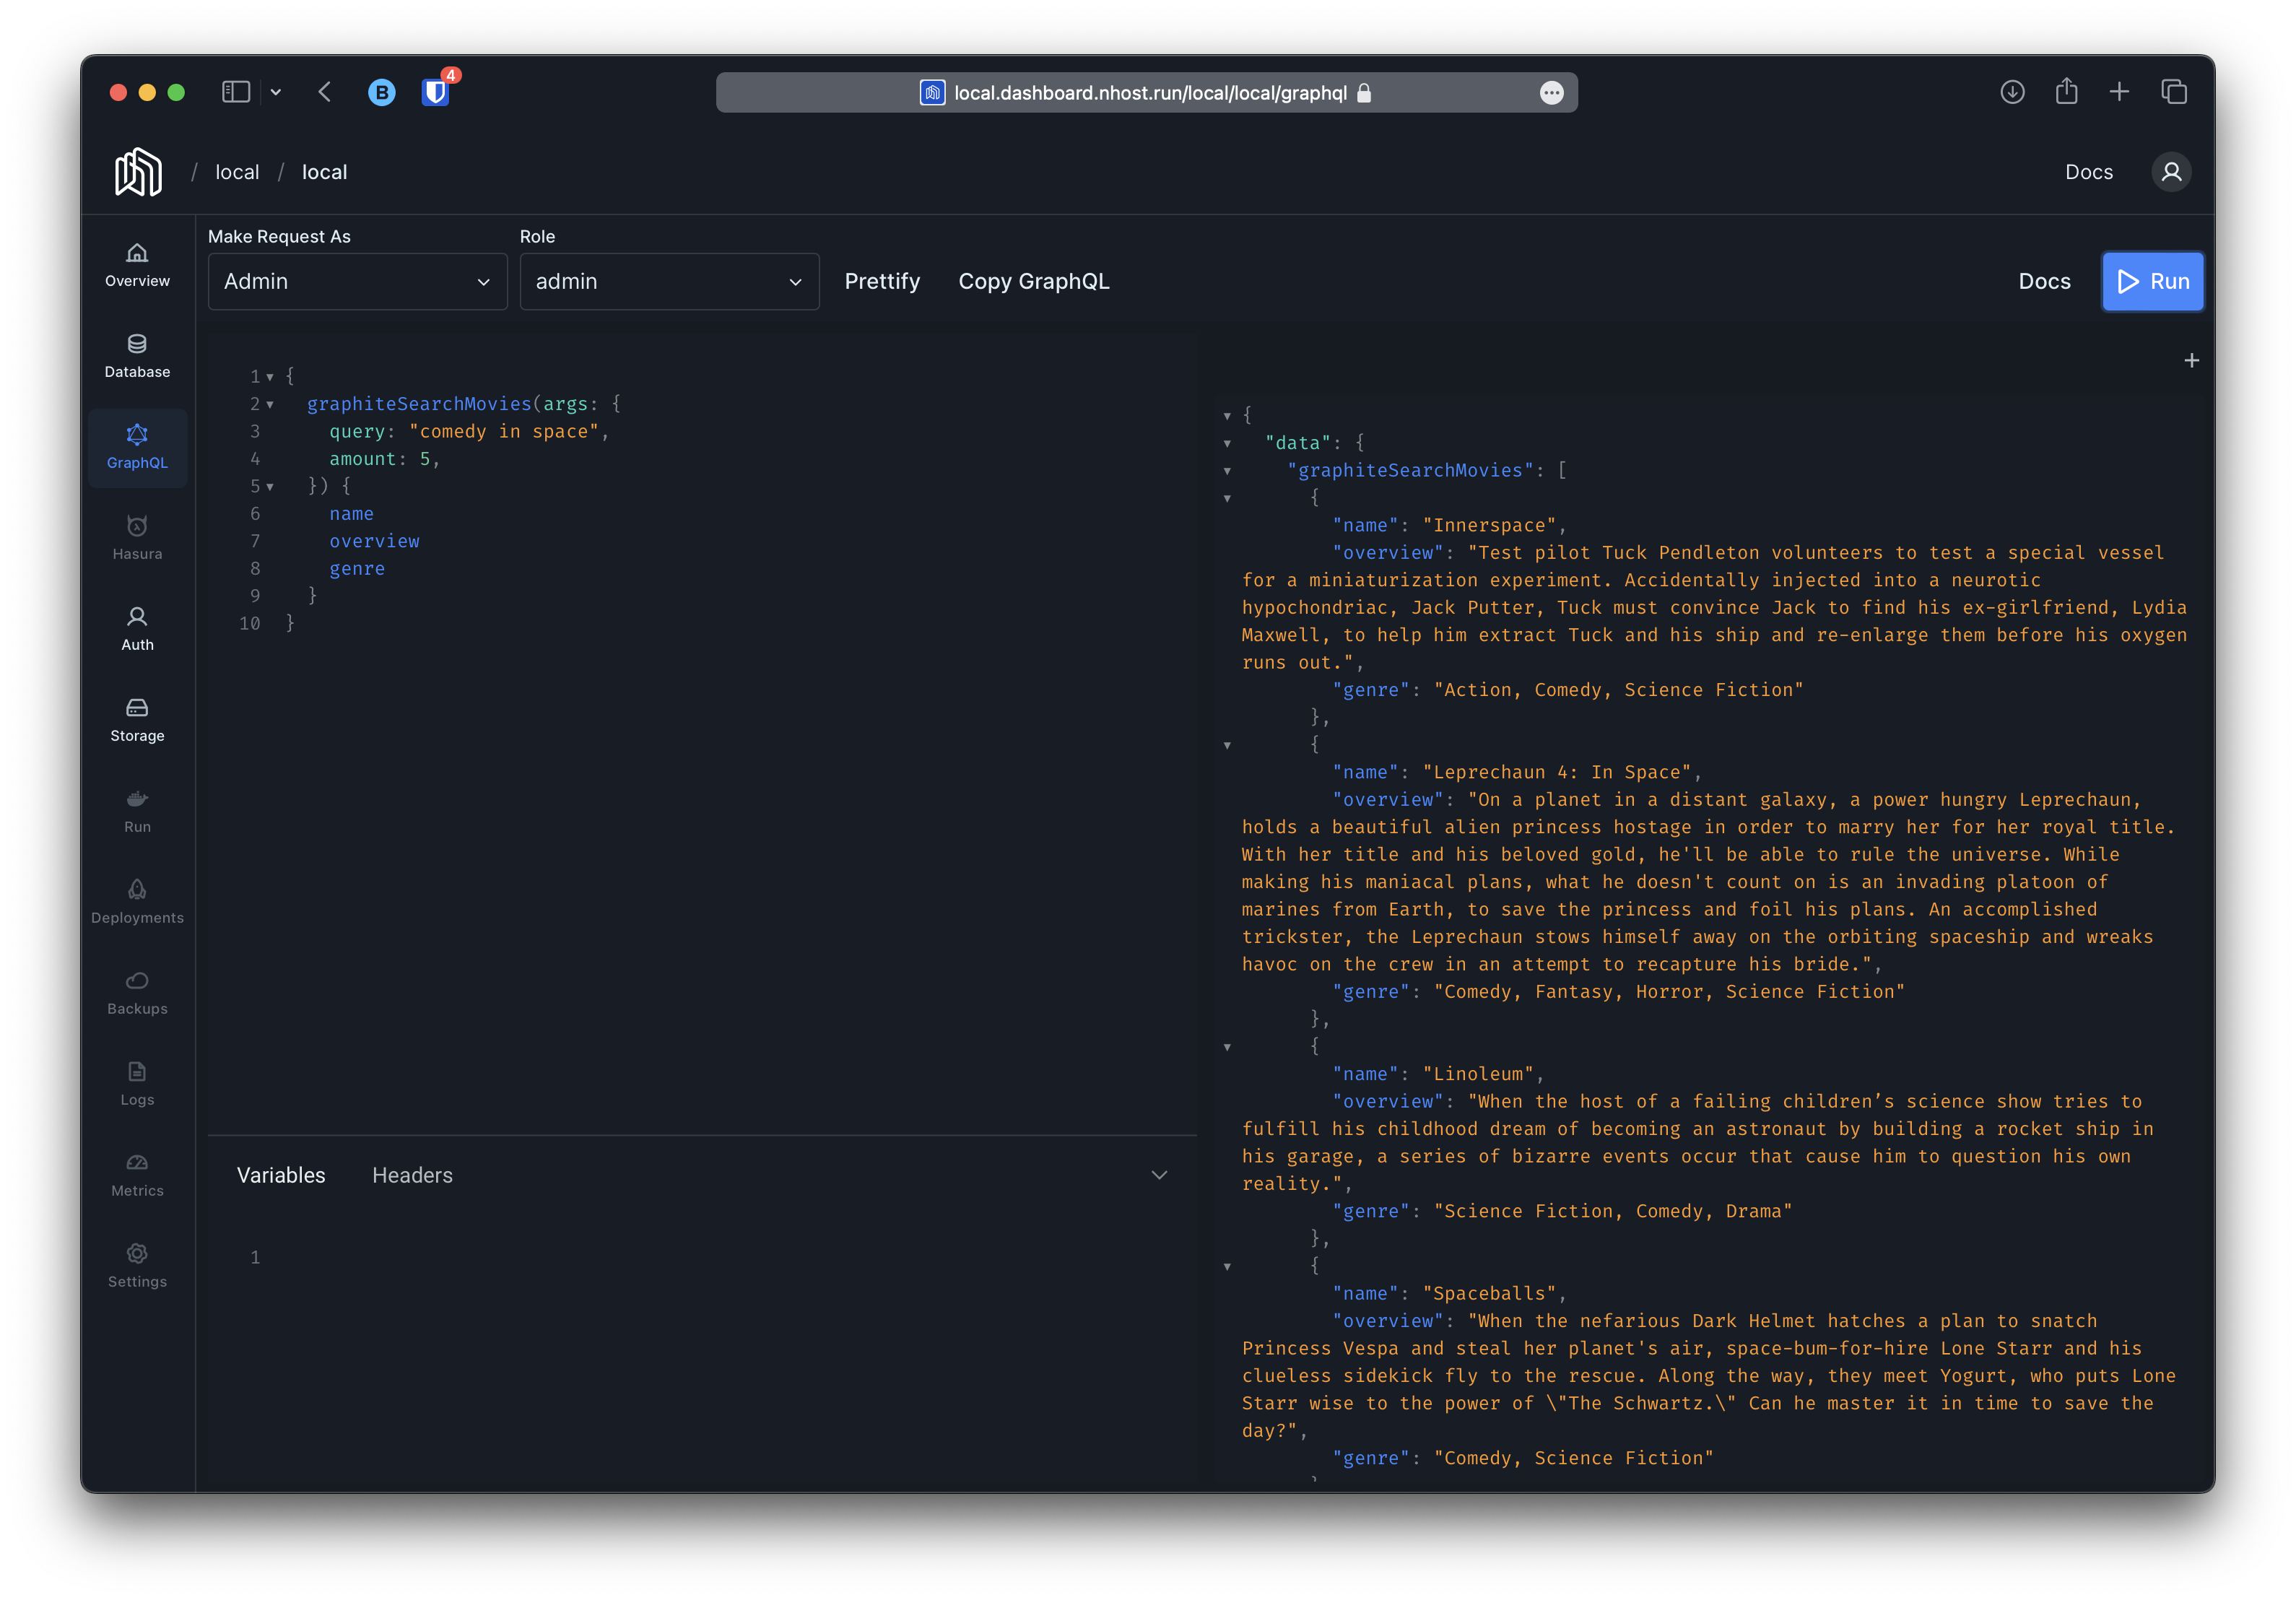 4
B
local.dashboard.nhost.run/local/local/graphql
/ local / local
Docs
Overview
Database
GraphQL
Hasura
Auth
Storage
Run
Deployments
Backups
Logs
Metrics
Settings
Make Request As
Role
Admin
admin
Prettify
Copy GraphQL
Docs
Run
1 {
2 graphiteSearchMovies(args: {
3 query: "comedy in space",
4 amount: 5,
5 }) {
6 name
7 overview
8 genre
9 }
10 }
Variables
Headers
1
+
{
"data": {
"graphiteSearchMovies": [
{
"name": "Innerspace",
"overview": "Test pilot Tuck Pendleton volunteers to test a special vessel
for a miniaturization experiment. Accidentally injected into a neurotic
hypochondriac, Jack Putter, Tuck must convince Jack to find his ex-girlfriend, Lydia
Maxwell, to help him extract Tuck and his ship and re-enlarge them before his oxygen
runs out.",
"genre": "Action, Comedy, Science Fiction"
},
{
"name": "Leprechaun 4: In Space",
"overview": "On a planet in a distant galaxy, a power hungry Leprechaun,
holds a beautiful alien princess hostage in order to marry her for her royal title.
With her title and his beloved gold, he'll be able to rule the universe. While
making his maniacal plans, what he doesn't count on is an invading platoon of
marines from Earth, to save the princess and foil his plans. An accomplished
trickster, the Leprechaun stows himself away on the orbiting spaceship and wreaks
havoc on the crew in an attempt to recapture his bride.",
"genre": "Comedy, Fantasy, Horror, Science Fiction"
},
{
"name": "Linoleum",
"overview": "When the host of a failing children’s science show tries to
fulfill his childhood dream of becoming an astronaut by building a rocket ship in
his garage, a series of bizarre events occur that cause him to question his own
reality.",
"genre": "Science Fiction, Comedy, Drama"
},
{
"name": "Spaceballs",
"overview": "When the nefarious Dark Helmet hatches a plan to snatch
Princess Vespa and steal her planet's air, space-bum-for-hire Lone Starr and his
clueless sidekick fly to the rescue. Along the way, they meet Yogurt, who puts Lone
Starr wise to the power of \"The Schwartz.\" Can he master it in time to save the
day?",
"genre": "Comedy, Science Fiction"